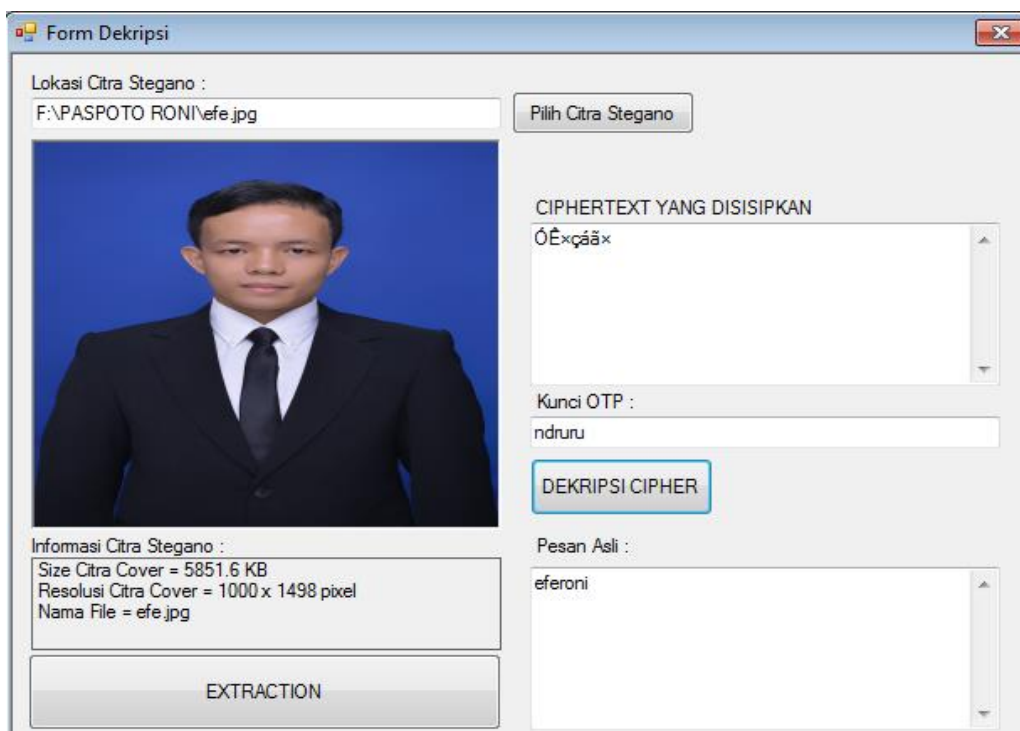 Form Dekripsi
Lokasi Citra Stegano :
F:\PASPOTO RONI\efe.jpg
Pilih Citra Stegano
CIPHERTEXT YANG DISISIPKAN
ÓÊ×çáã×
Kunci OTP :
ndruru
DEKRIPSI CIPHER
Informasi Citra Stegano :
Size Citra Cover = 5851.6 KB
Resolusi Citra Cover = 1000 x 1498 pixel
Nama File = efe.jpg
EXTRACTION
Pesan Asli :
eferoni